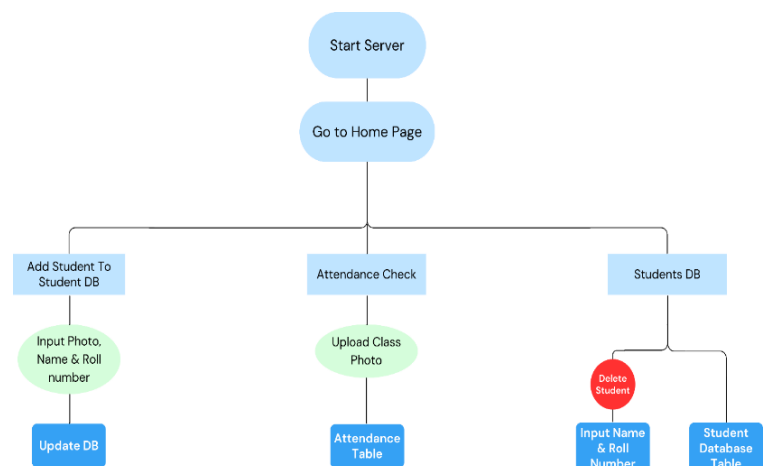 Start Server
Go to Home Page
Add Student To
Student DB
Attendance Check
Students DB
Input Photo,
Name & Roll
number
Upload Class
Photo
Delete
Student
Update DB
Attendance
Table
Input Name
& Roll
Number
Student
Database
Table